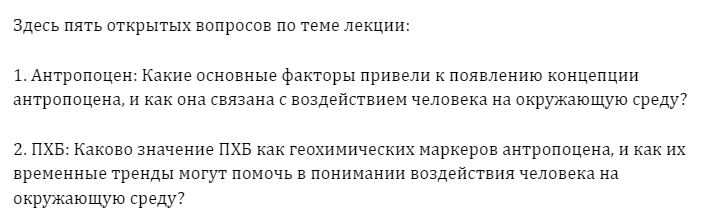 Здесь пять открытых вопросов по теме лекции:
1. Антропоцен: Какие основные факторы привели к появлению концепции
антропоцена, и как она связана с воздействием человека на окружающую среду?
2. ПХБ: Каково значение ПХБ как геохимических маркеров антропоцена, и как их
временные тренды могут помочь в понимании воздействия человека на
окружающую среду?